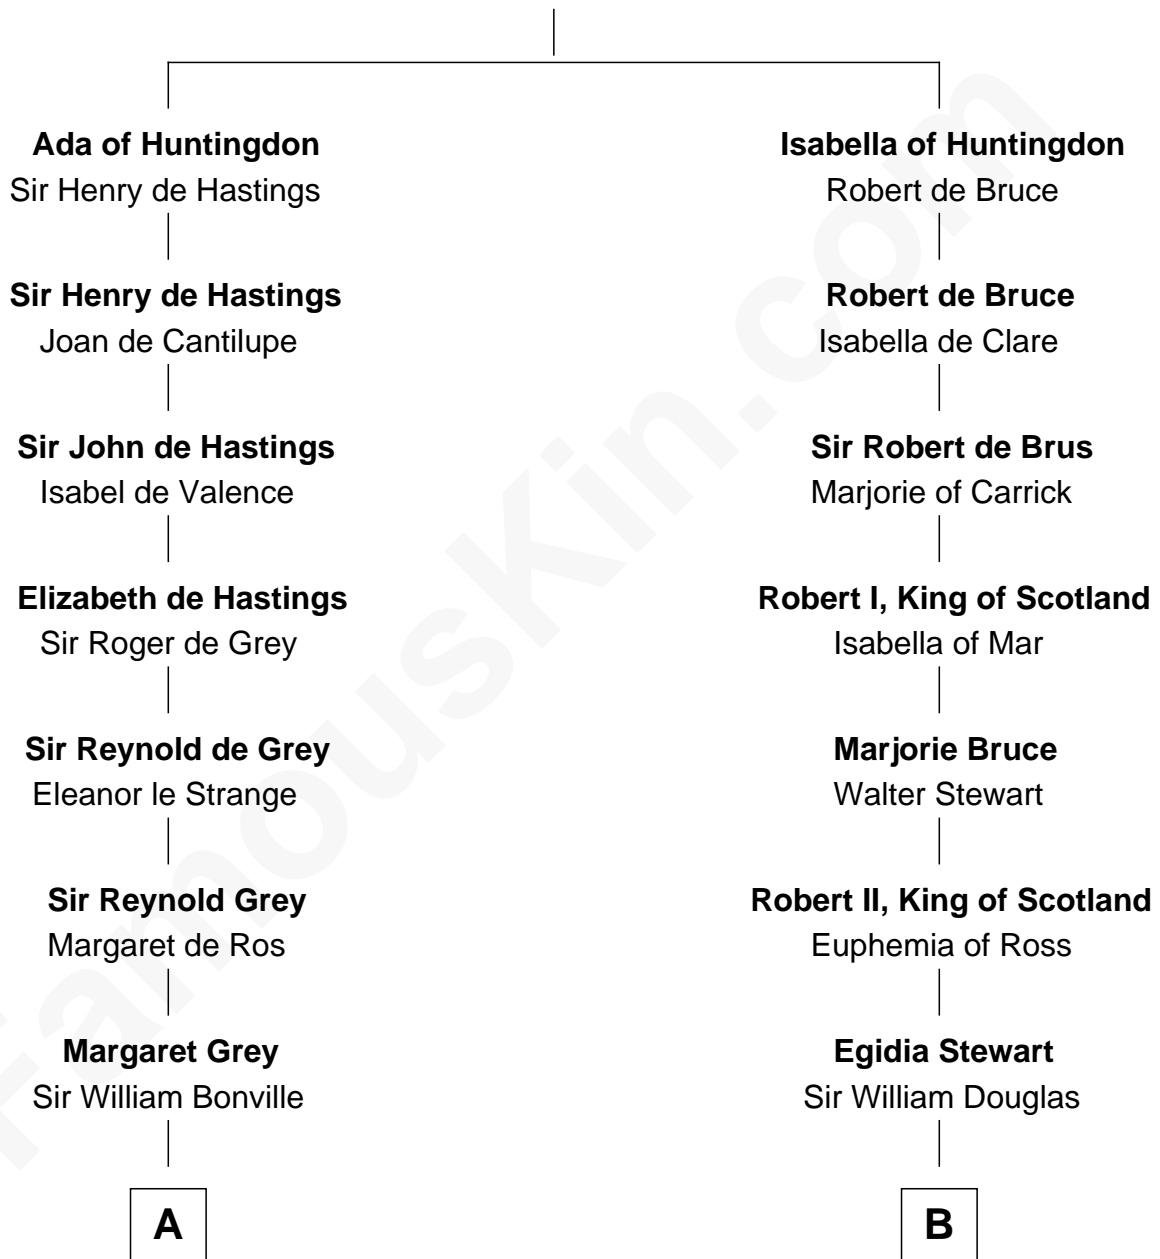 Ada of Huntingdon
Sir Henry de Hastings
Sir Henry de Hastings
Joan de Cantilupe
Sir John de Hastings
Isabel de Valence
Elizabeth de Hastings
Sir Roger de Grey
Sir Reynold de Grey
Eleanor le Strange
Sir Reynold Grey
Margaret de Ros
Margaret Grey
Sir William Bonville
A
Isabella of Huntingdon
Robert de Bruce
Robert de Bruce
Isabella de Clare
Sir Robert de Brus
Marjorie of Carrick
Robert I, King of Scotland
Isabella of Mar
Marjorie Bruce
Walter Stewart
Robert II, King of Scotland
Euphemia of Ross
Egidia Stewart
Sir William Douglas
B
FamousKin.com